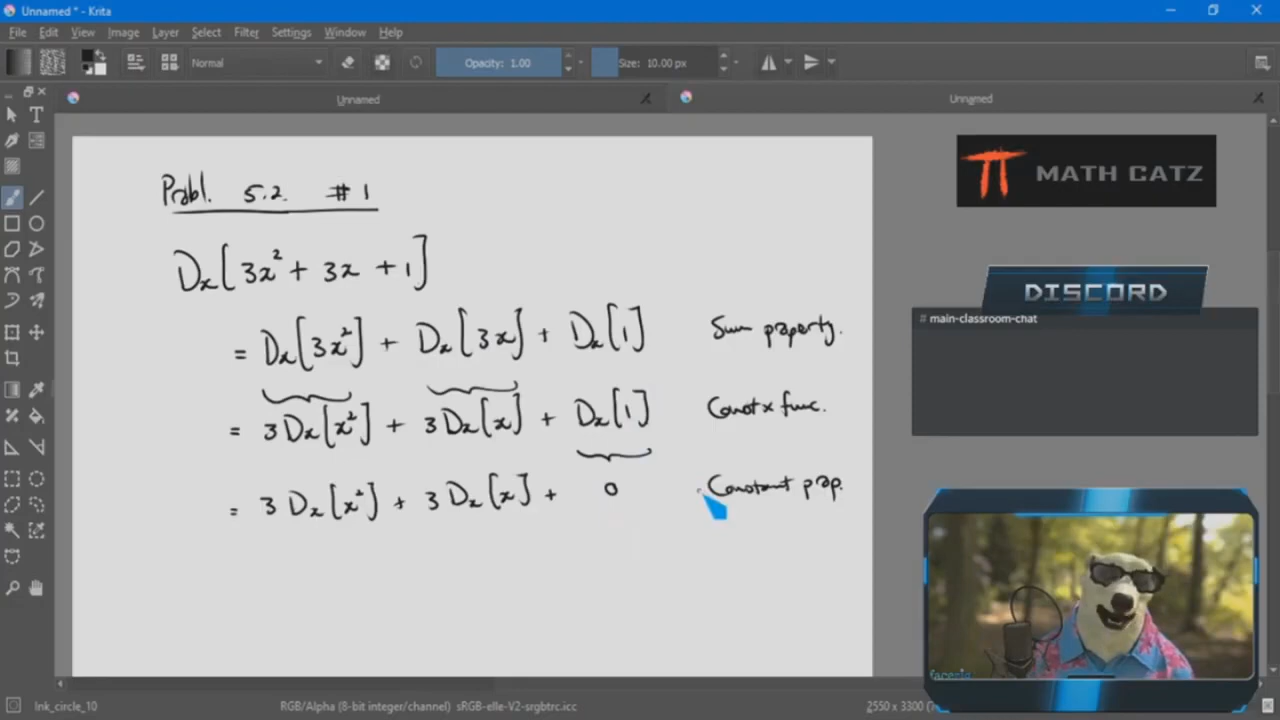 Unnamed * - Krita
File Edit View Image Layer Select Filter Settings Window Help
Normal Opacity: 1.00 Size: 10.00 px
Unnamed Unnamed
Probl. 5.2. #1
Dx[3x² + 3x + 1]
= Dx[3x²] + Dx[3x] + Dx[1] Sum property.
= 3Dx[x²] + 3Dx[x] + Dx[1] Const x func.
= 3Dx[x²] + 3Dx[x] + 0 Constant prop.
π MATH CATZ
DISCORD
# main-classroom-chat
Ink_circle_10 RGB/Alpha (8-bit integer/channel) sRGB-elle-V2-srgbtrc.icc 2550 x 3300